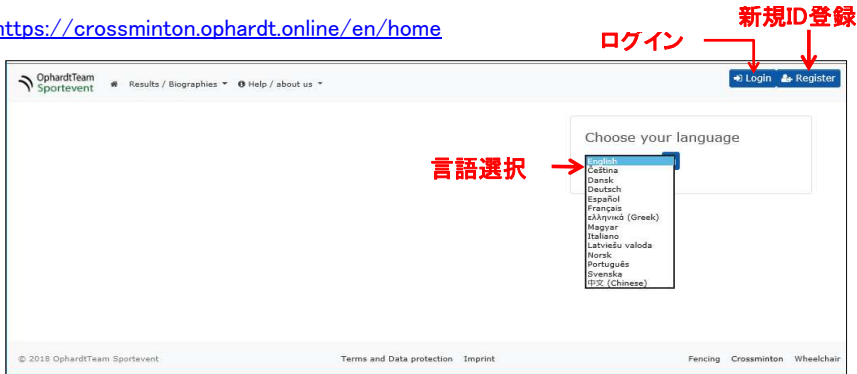 https://crossminton.ophardt.online/en/home
新規ID登録
ログイン
OphardtTeam
Sportevent
Results / Biographies
Help / about us
Login
Register
Choose your language
言語選択
English
Čeština
Dansk
Deutsch
Español
Français
ελληνικά (Greek)
Magyar
Italiano
Latviešu valoda
Norsk
Português
Svenska
中文 (Chinese)
© 2018 OphardtTeam Sportevent
Terms and Data protection Imprint
Fencing Crossminton Wheelchair